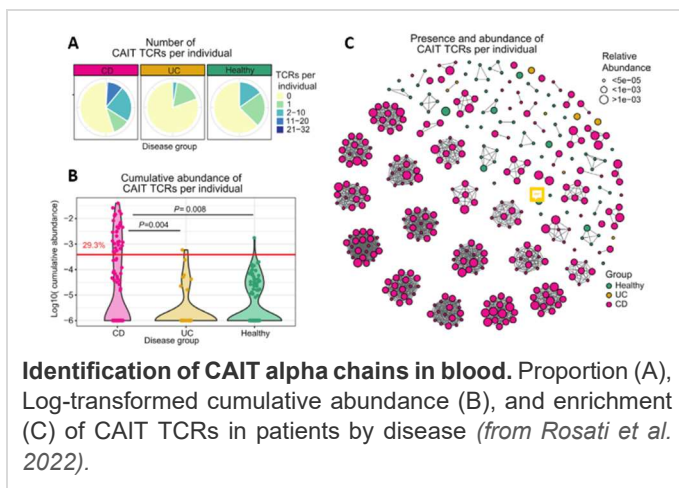 A
Number of
CAIT TCRs per individual
CD
UC
Healthy
TCRs per
individual
0
1
2-10
11-20
21-32
Disease group
B
Cumulative abundance of
CAIT TCRs per individual
P= 0.008
P=0.004
29.3%
Log10( cumulative abundance)
−2
−3
−4
−5
−6
CD
UC
Healthy
Disease group
C
Presence and abundance of
CAIT TCRs per individual
Relative
Abundance
<5e-05
<1e-03
>1e-03
Group
Healthy
UC
CD
Identification of CAIT alpha chains in blood. Proportion (A),
Log-transformed cumulative abundance (B), and enrichment
(C) of CAIT TCRs in patients by disease (from Rosati et al.
2022).